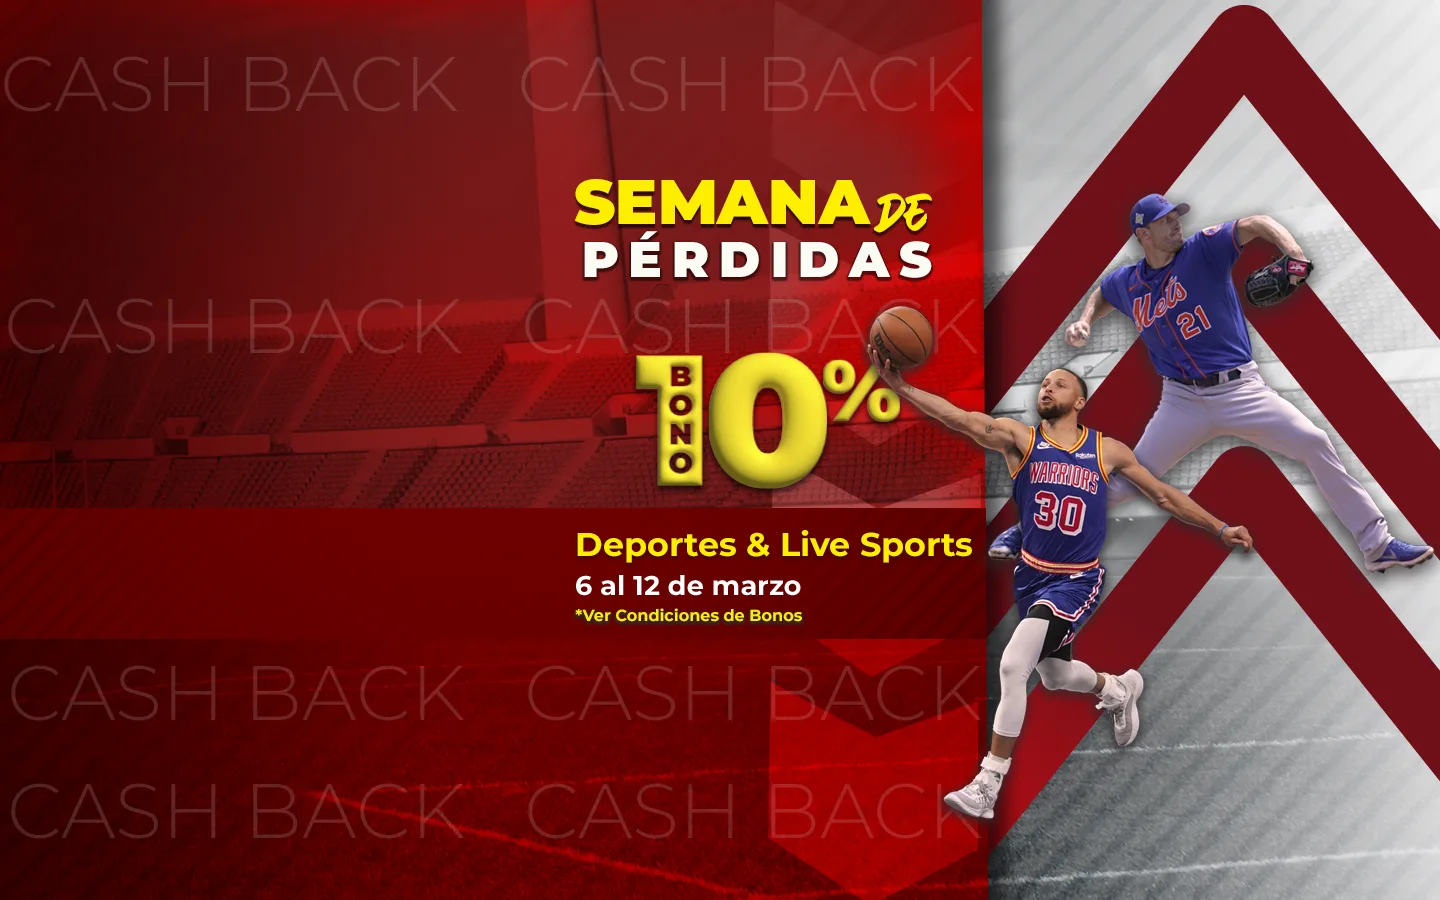 CASH BACK CASH BACK
SEMANA DE
PÉRDIDAS
CASH BACK CASH BACK
BONO
10%
Mets
21
Rakuten
WARRIORS
30
Deportes & Live Sports
6 al 12 de marzo
*Ver Condiciones de Bonos
CASH BACK CASH BACK
CASH BACK CASH BACK